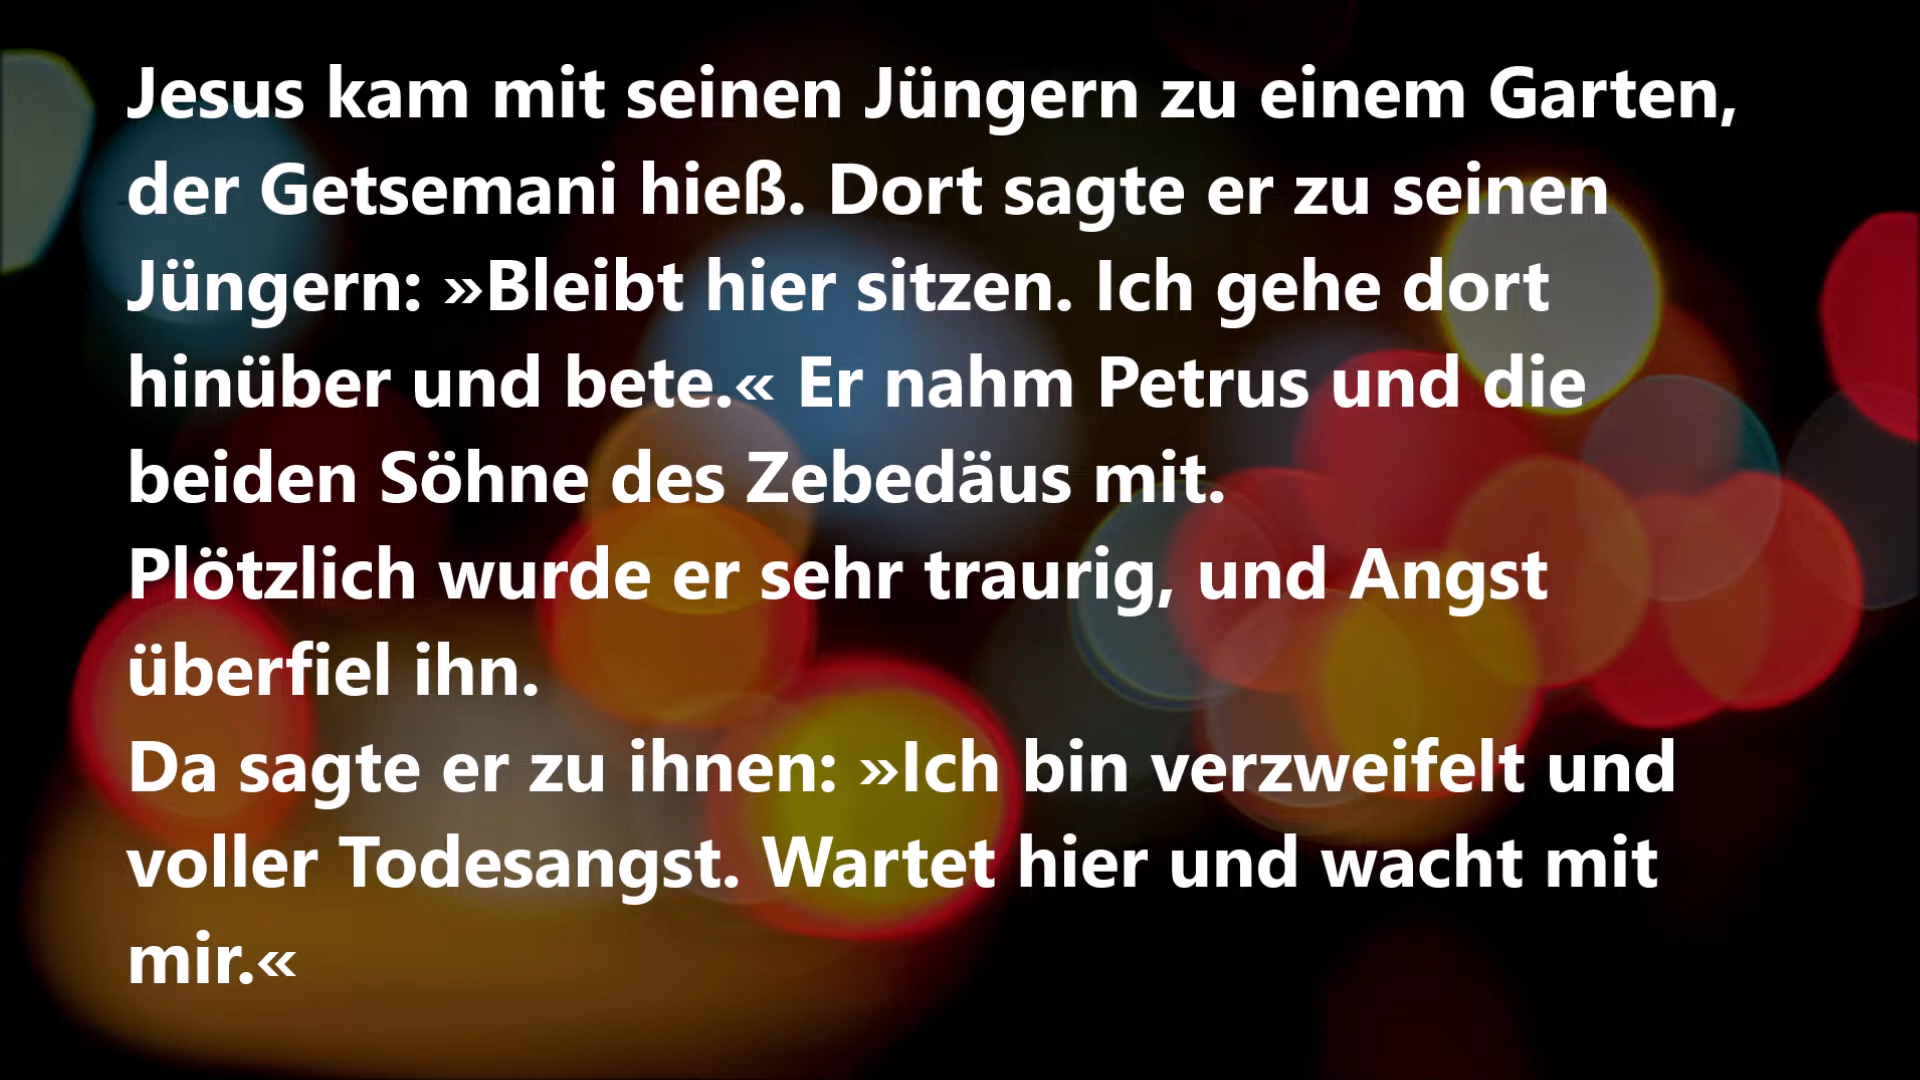 Jesus kam mit seinen Jüngern zu einem Garten,
der Getsemani hieß. Dort sagte er zu seinen
Jüngern: »Bleibt hier sitzen. Ich gehe dort
hinüber und bete.« Er nahm Petrus und die
beiden Söhne des Zebedäus mit.
Plötzlich wurde er sehr traurig, und Angst
überfiel ihn.
Da sagte er zu ihnen: »Ich bin verzweifelt und
voller Todesangst. Wartet hier und wacht mit
mir.«